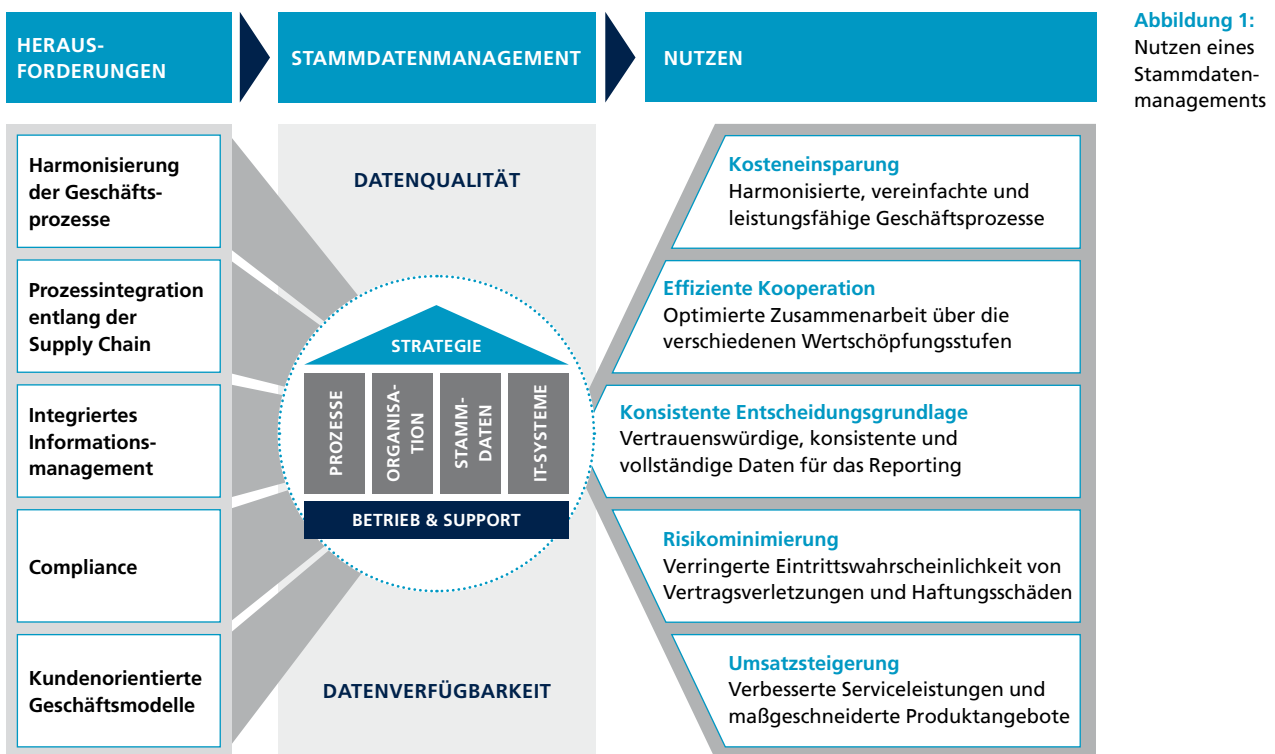 HERAUS-
FORDERUNGEN
STAMMDATENMANAGEMENT
NUTZEN
Abbildung 1:
Nutzen eines
Stammdaten-
managements
Harmonisierung
der Geschäfts-
prozesse
Prozessintegration
entlang der
Supply Chain
Integriertes
Informations-
management
Compliance
Kundenorientierte
Geschäftsmodelle
DATENQUALITÄT
STRATEGIE
PROZESSE
ORGANISA-
TION
STAMM-
DATEN
IT-SYSTEME
BETRIEB & SUPPORT
DATENVERFÜGBARKEIT
Kosteneinsparung
Harmonisierte, vereinfachte und
leistungsfähige Geschäftsprozesse
Effiziente Kooperation
Optimierte Zusammenarbeit über die
verschiedenen Wertschöpfungsstufen
Konsistente Entscheidungsgrundlage
Vertrauenswürdige, konsistente und
vollständige Daten für das Reporting
Risikominimierung
Verringerte Eintrittswahrscheinlichkeit von
Vertragsverletzungen und Haftungsschäden
Umsatzsteigerung
Verbesserte Serviceleistungen und
maßgeschneiderte Produktangebote